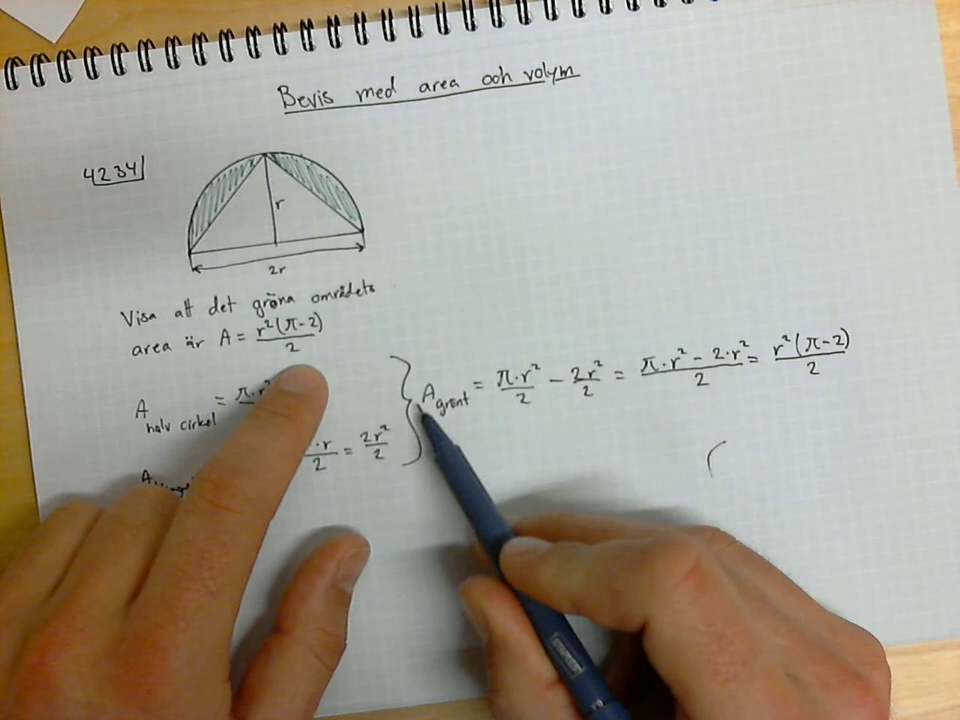 Bevis med area och volym
4234
r
2r
Visa att det gröna områdets
area är A = r²(π-2)/2
A halv cirkel = π·r²
·r/2 = 2r²/2
A grönt = π·r²/2 - 2r²/2 = π·r² - 2·r²/2 = r²(π-2)/2